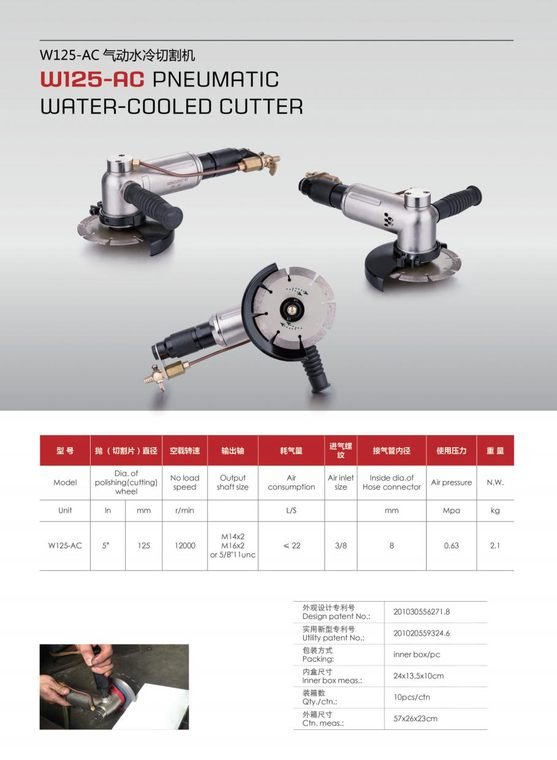 W125-AC 气动水冷切割机
W125-AC PNEUMATIC
WATER-COOLED CUTTER
型 号 抛（切割片）直径 空载转速 输出轴 耗气量 进气螺纹 接气管内径 使用压力 重 量
Model Dia. of polishing(cutting) wheel No load speed Output shaft size Air consumption Air inlet size Inside dia.of Hose connector Air pressure N.W.
Unit In mm r/min L/S mm Mpa kg
W125-AC 5" 125 12000 M14x2 M16x2 or 5/8"11unc ≤ 22 3/8 8 0.63 2.1
外观设计专利号
Design patent No.: 201030556271.8
实用新型专利号
Utility patent No.: 201020559324.6
包装方式
Packing: inner box/pc
内盒尺寸
Inner box meas.: 24x13.5x10cm
装箱数
Qty./ctn.: 10pcs/ctn
外箱尺寸
Ctn. meas.: 57x26x23cm